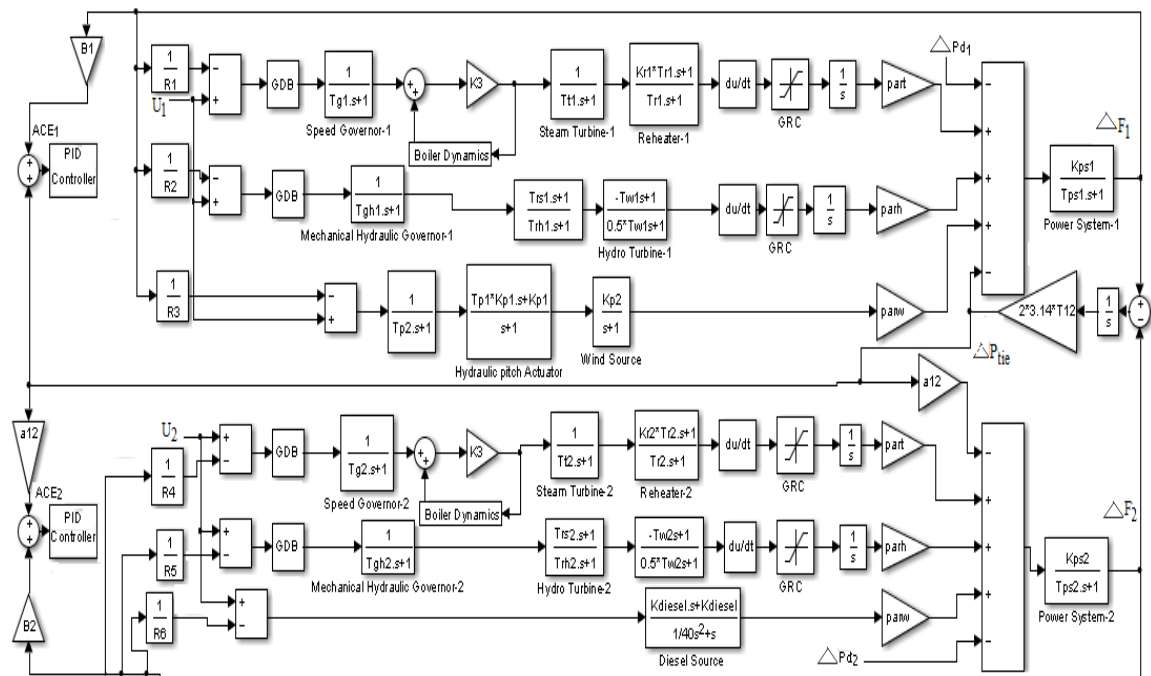 B1
1
R1
U1
GDB
1
Tg1.s+1
Speed Governor-1
K3
Boiler Dynamics
1
Tt1.s+1
Steam Turbine-1
Kr1*Tr1.s+1
Tr1.s+1
Reheater-1
du/dt
GRC
1
s
part
△Pd1
ACE1
PID
Controller
1
R2
GDB
1
Tgh1.s+1
Mechanical Hydraulic Governor-1
Trs1.s+1
Trh1.s+1
-Tw1s+1
0.5*Tw1s+1
Hydro Turbine-1
du/dt
GRC
1
s
parh
△F1
Kps1
Tps1.s+1
Power System-1
1
R3
1
Tp2.s+1
Tp1*Kp1.s+Kp1
s+1
Hydraulic pitch Actuator
Kp2
s+1
Wind Source
parw
2*3.14*T12
1
s
△Ptie
a12
a12
ACE2
PID
Controller
B2
U2
1
R4
GDB
1
Tg2.s+1
Speed Governor-2
K3
Boiler Dynamics
1
Tt2.s+1
Steam Turbine-2
Kr2*Tr2.s+1
Tr2.s+1
Reheater-2
du/dt
GRC
1
s
part
1
R5
GDB
1
Tgh2.s+1
Mechanical Hydraulic Governor-2
Trs2.s+1
Trh2.s+1
Hydro Turbine-2
-Tw2s+1
0.5*Tw2s+1
du/dt
GRC
1
s
parh
△F2
Kps2
Tps2.s+1
Power System-2
1
R6
Kdiesel.s+Kdiesel
1/40s2+s
Diesel Source
parw
△Pd2